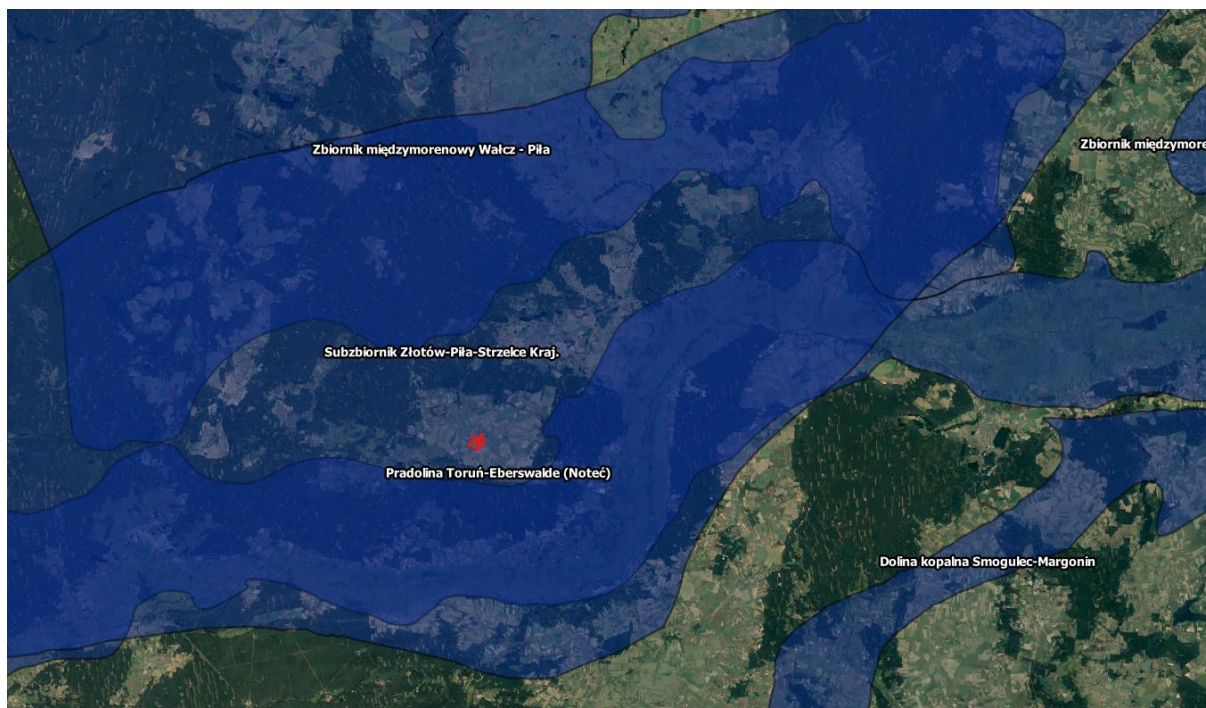 Zbiornik międzymorenowy Wałcz - Piła
Zbiornik międzymore
Subzbiornik Złotów-Piła-Strzelce Kraj.
Pradolina Toruń-Eberswalde (Noteć)
Dolina kopalna Smogulec-Margonin